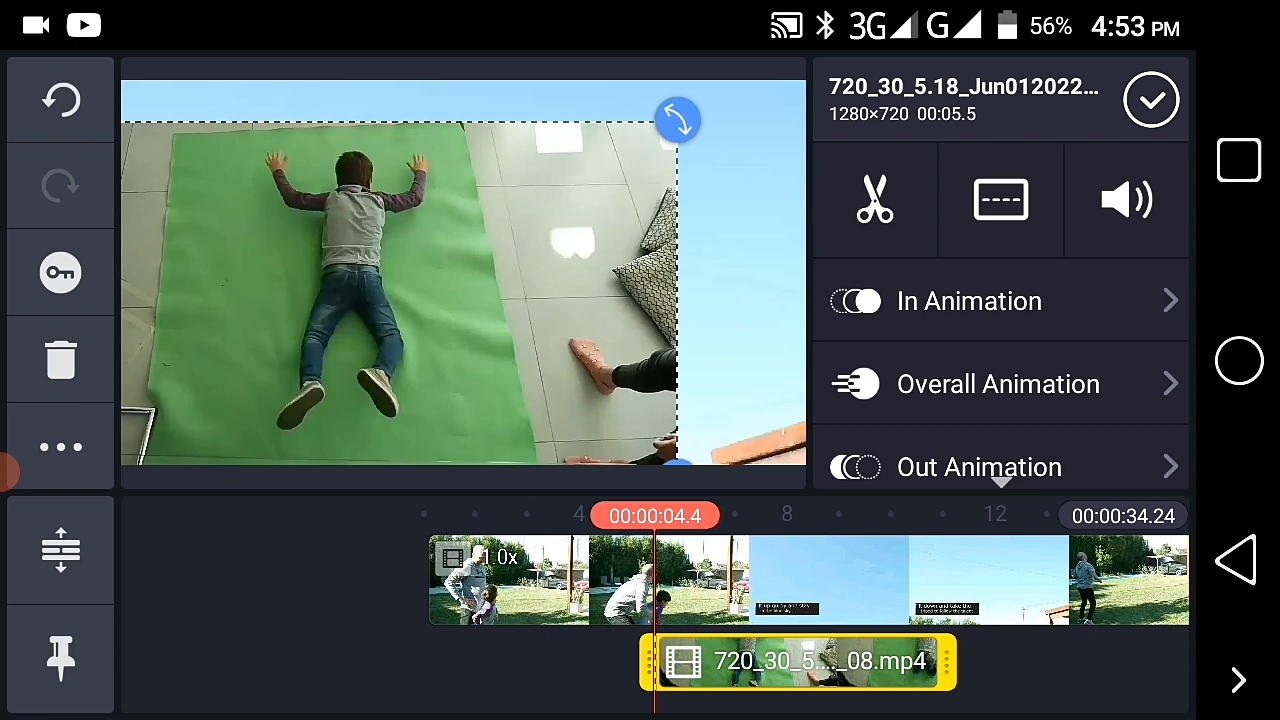 3G G 56% 4:53 PM
720_30_5.18_Jun012022...
1280×720 00:05.5
In Animation
Overall Animation
Out Animation
4 00:00:04.4 8 12 00:00:34.24
1.0x
720_30_5...._08.mp4